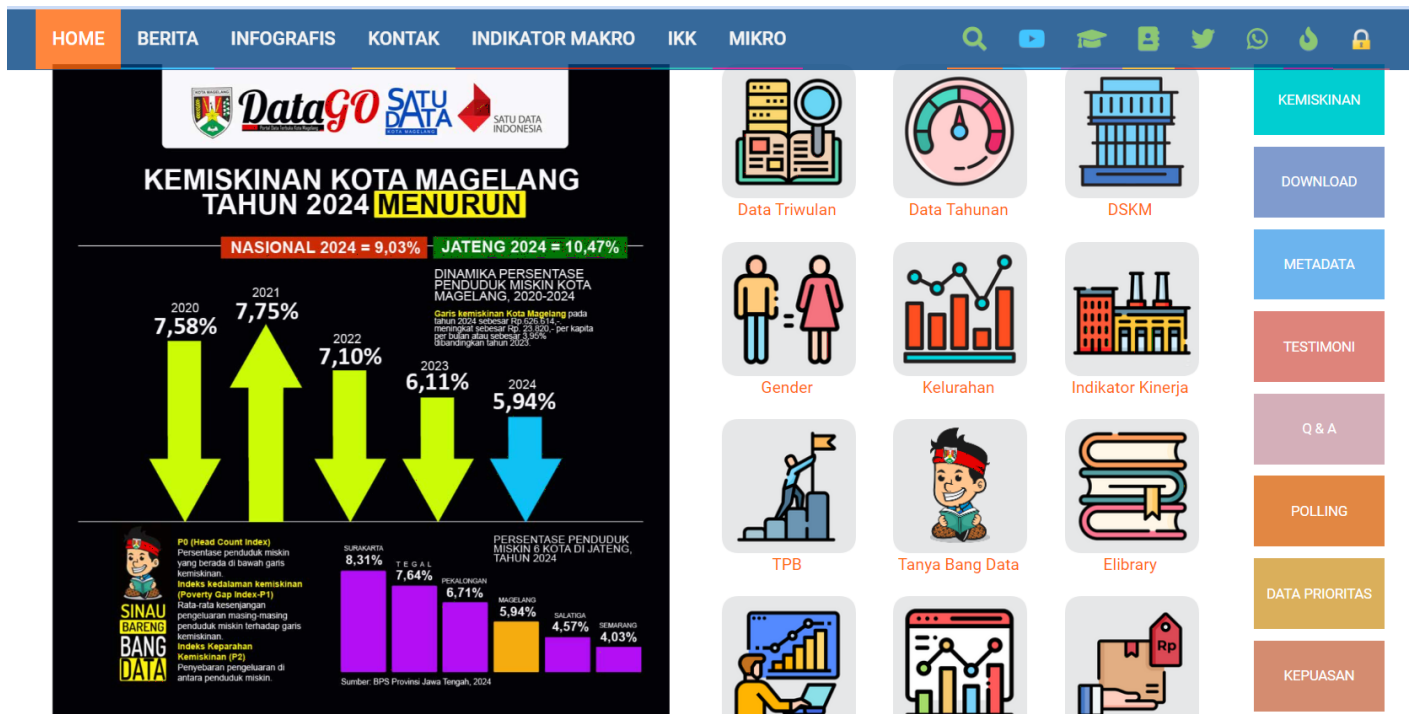 HOME BERITA INFOGRAFIS KONTAK INDIKATOR MAKRO IKK MIKRO
KOTA MAGELANG
DataGO
Portal Data Terbuka Kota Magelang
SATU
DATA
KOTA MAGELANG
SATU DATA
INDONESIA
KEMISKINAN KOTA MAGELANG
TAHUN 2024 MENURUN
NASIONAL 2024 = 9,03%
JATENG 2024 = 10,47%
DINAMIKA PERSENTASE
PENDUDUK MISKIN KOTA
MAGELANG, 2020-2024
Garis kemiskinan Kota Magelang pada
tahun 2024 sebesar Rp.626.614,-
meningkat sebesar Rp. 23.820,- per kapita
per bulan atau sebesar 3,95%
dibandingkan tahun 2023.
2020
7,58%
2021
7,75%
2022
7,10%
2023
6,11%
2024
5,94%
SINAU
BARENG
BANG
DATA
P0 (Head Count Index)
Persentase penduduk miskin
yang berada di bawah garis
kemiskinan.
Indeks kedalaman kemiskinan
(Poverty Gap Index-P1)
Rata-rata kesenjangan
pengeluaran masing-masing
penduduk miskin terhadap garis
kemiskinan.
Indeks Keparahan
Kemiskinan (P2)
Penyebaran pengeluaran di
antara penduduk miskin.
PERSENTASE PENDUDUK
MISKIN 6 KOTA DI JATENG,
TAHUN 2024
SURAKARTA
8,31%
TEGAL
7,64%
PEKALONGAN
6,71%
MAGELANG
5,94%
SALATIGA
4,57%
SEMARANG
4,03%
Sumber: BPS Provinsi Jawa Tengah, 2024
Data Triwulan
Data Tahunan
DSKM
Gender
Kelurahan
Indikator Kinerja
TPB
Tanya Bang Data
Elibrary
Rp
KEMISKINAN
DOWNLOAD
METADATA
TESTIMONI
Q & A
POLLING
DATA PRIORITAS
KEPUASAN